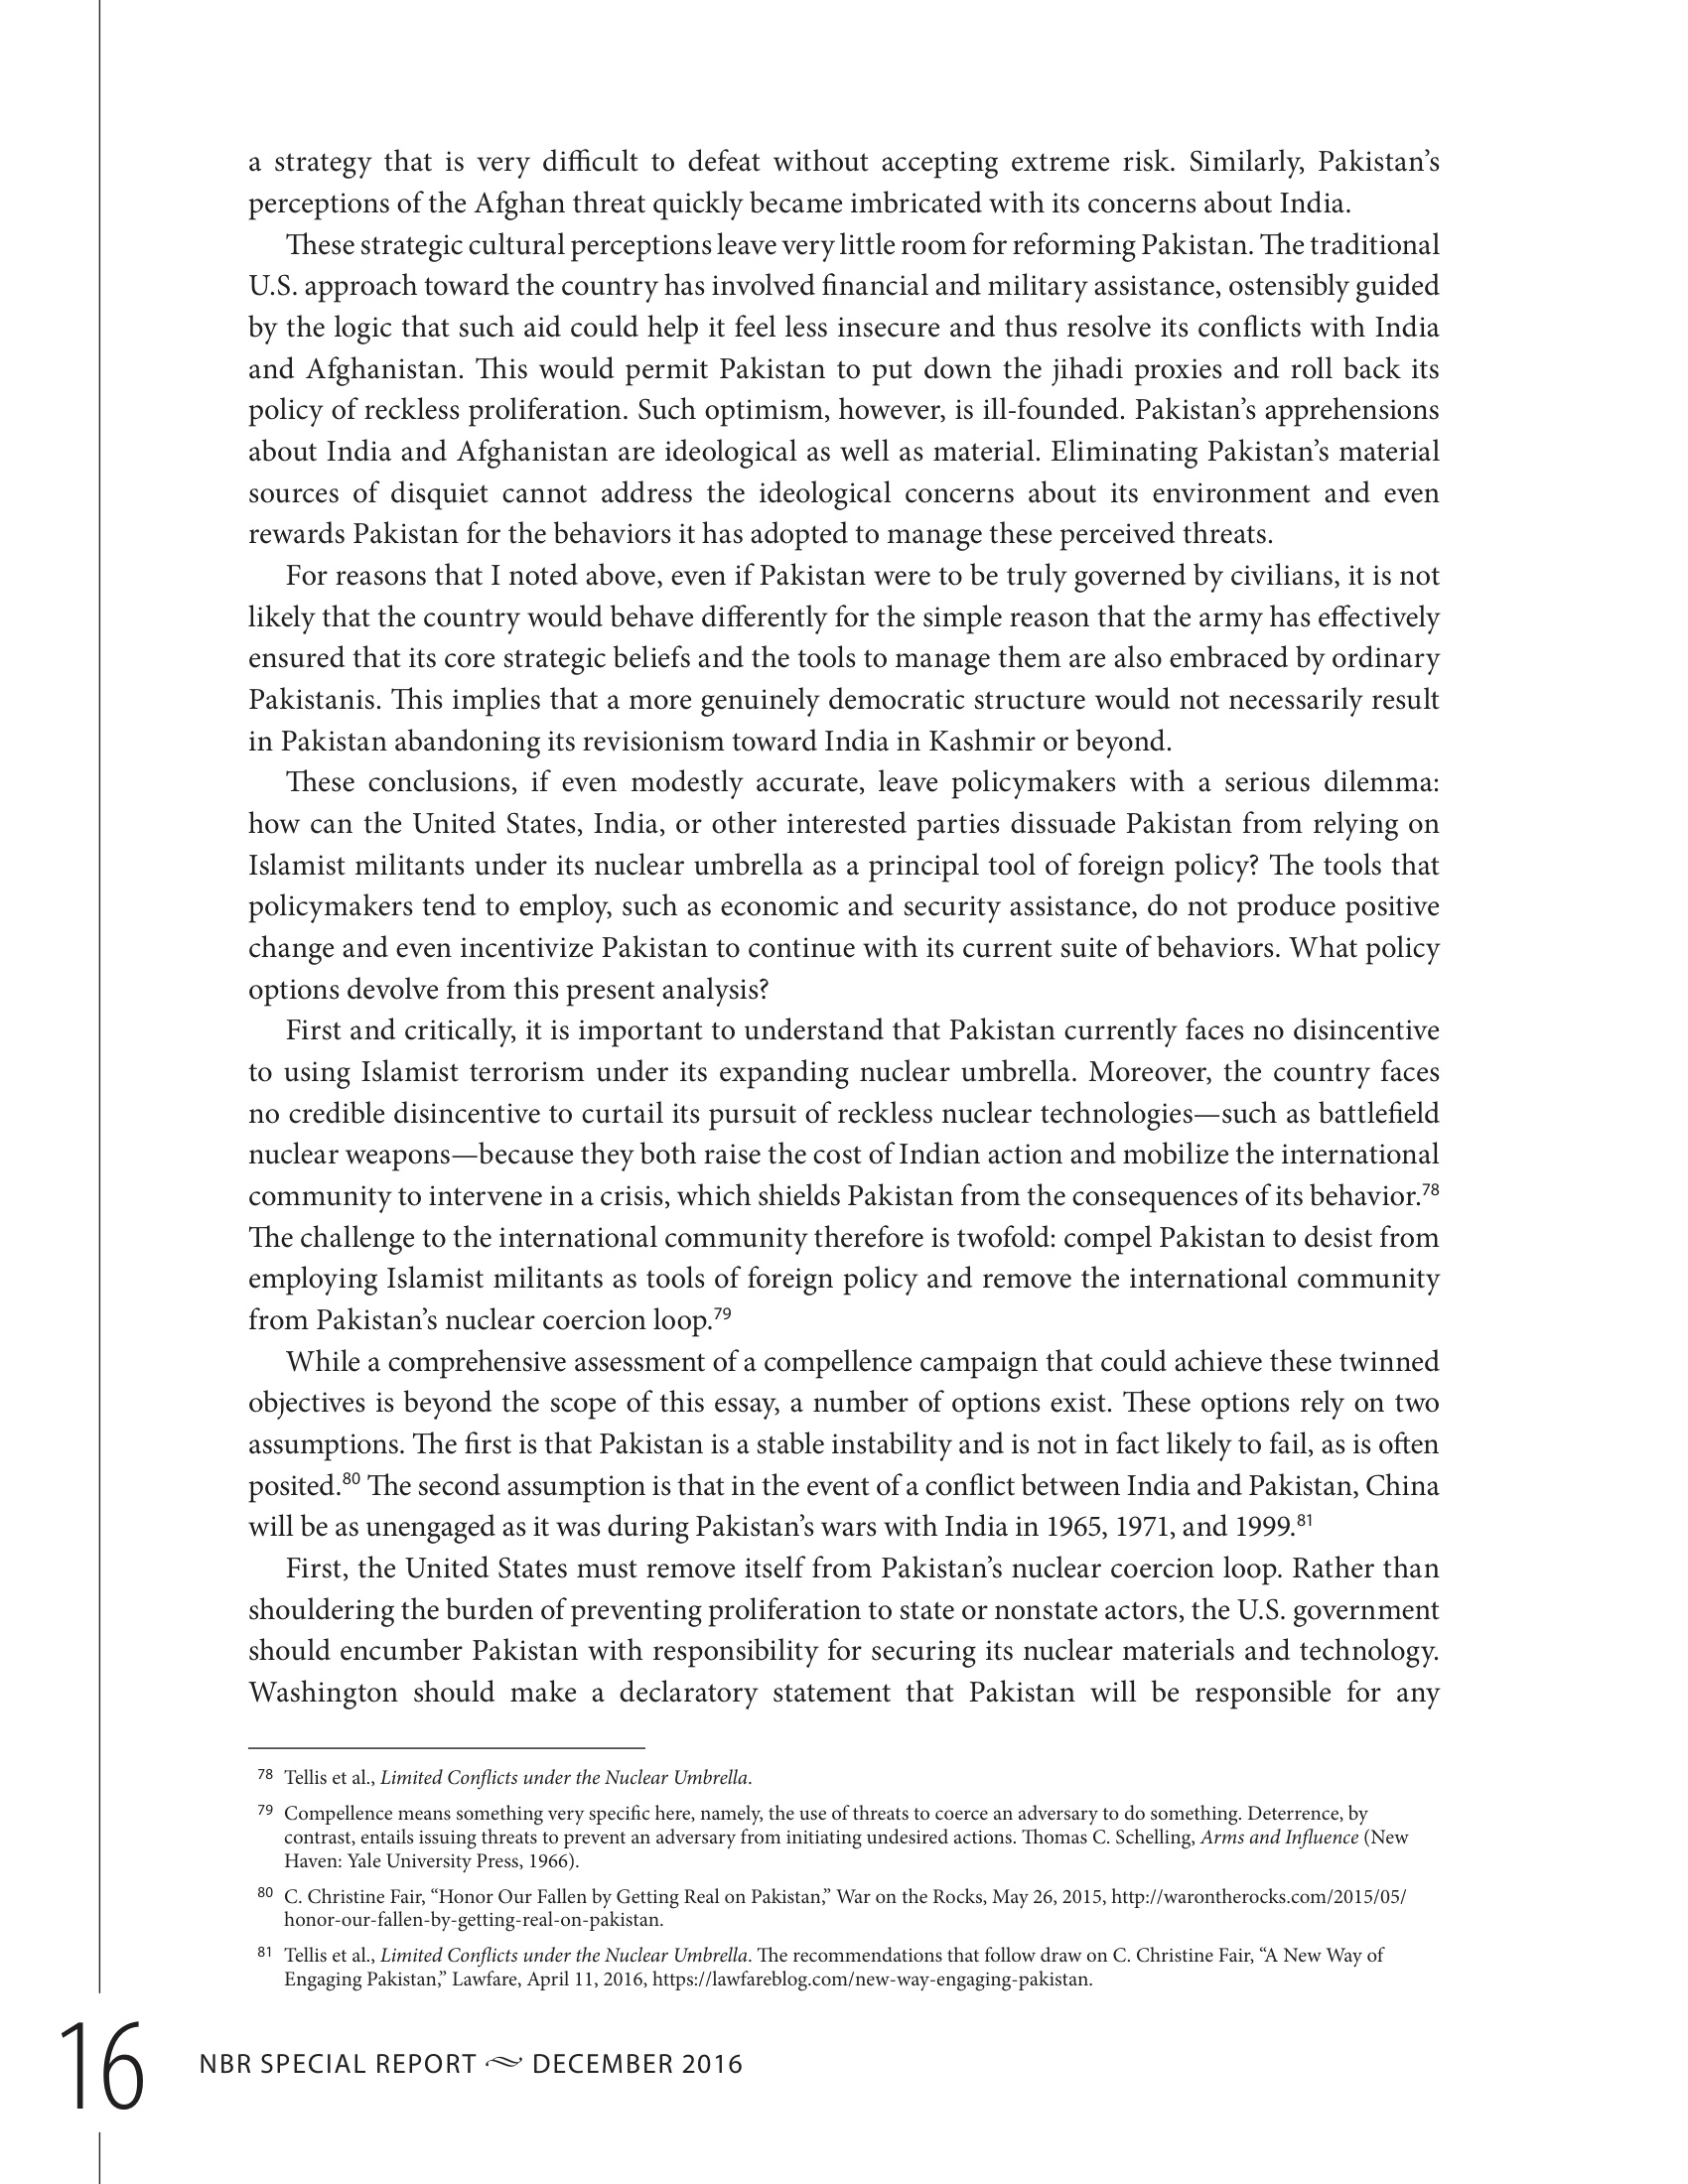 a strategy that is very difficult to defeat without accepting extreme risk. Similarly, Pakistan’s
perceptions of the Afghan threat quickly became imbricated with its concerns about India.
These strategic cultural perceptions leave very little room for reforming Pakistan. The traditional
U.S. approach toward the country has involved financial and military assistance, ostensibly guided
by the logic that such aid could help it feel less insecure and thus resolve its conflicts with India
and Afghanistan. This would permit Pakistan to put down the jihadi proxies and roll back its
policy of reckless proliferation. Such optimism, however, is ill-founded. Pakistan’s apprehensions
about India and Afghanistan are ideological as well as material. Eliminating Pakistan’s material
sources of disquiet cannot address the ideological concerns about its environment and even
rewards Pakistan for the behaviors it has adopted to manage these perceived threats.
For reasons that I noted above, even if Pakistan were to be truly governed by civilians, it is not
likely that the country would behave differently for the simple reason that the army has effectively
ensured that its core strategic beliefs and the tools to manage them are also embraced by ordinary
Pakistanis. This implies that a more genuinely democratic structure would not necessarily result
in Pakistan abandoning its revisionism toward India in Kashmir or beyond.
These conclusions, if even modestly accurate, leave policymakers with a serious dilemma:
how can the United States, India, or other interested parties dissuade Pakistan from relying on
Islamist militants under its nuclear umbrella as a principal tool of foreign policy? The tools that
policymakers tend to employ, such as economic and security assistance, do not produce positive
change and even incentivize Pakistan to continue with its current suite of behaviors. What policy
options devolve from this present analysis?
First and critically, it is important to understand that Pakistan currently faces no disincentive
to using Islamist terrorism under its expanding nuclear umbrella. Moreover, the country faces
no credible disincentive to curtail its pursuit of reckless nuclear technologies—such as battlefield
nuclear weapons—because they both raise the cost of Indian action and mobilize the international
community to intervene in a crisis, which shields Pakistan from the consequences of its behavior.78
The challenge to the international community therefore is twofold: compel Pakistan to desist from
employing Islamist militants as tools of foreign policy and remove the international community
from Pakistan’s nuclear coercion loop.79
While a comprehensive assessment of a compellence campaign that could achieve these twinned
objectives is beyond the scope of this essay, a number of options exist. These options rely on two
assumptions. The first is that Pakistan is a stable instability and is not in fact likely to fail, as is often
posited.80 The second assumption is that in the event of a conflict between India and Pakistan, China
will be as unengaged as it was during Pakistan’s wars with India in 1965, 1971, and 1999.81
First, the United States must remove itself from Pakistan’s nuclear coercion loop. Rather than
shouldering the burden of preventing proliferation to state or nonstate actors, the U.S. government
should encumber Pakistan with responsibility for securing its nuclear materials and technology.
Washington should make a declaratory statement that Pakistan will be responsible for any
78 Tellis et al., Limited Conflicts under the Nuclear Umbrella.
79 Compellence means something very specific here, namely, the use of threats to coerce an adversary to do something. Deterrence, by
contrast, entails issuing threats to prevent an adversary from initiating undesired actions. Thomas C. Schelling, Arms and Influence (New
Haven: Yale University Press, 1966).
80 C. Christine Fair, “Honor Our Fallen by Getting Real on Pakistan,” War on the Rocks, May 26, 2015, http://warontherocks.com/2015/05/
honor-our-fallen-by-getting-real-on-pakistan.
81 Tellis et al., Limited Conflicts under the Nuclear Umbrella. The recommendations that follow draw on C. Christine Fair, “A New Way of
Engaging Pakistan,” Lawfare, April 11, 2016, https://lawfareblog.com/new-way-engaging-pakistan.
16
NBR SPECIAL REPORT DECEMBER 2016